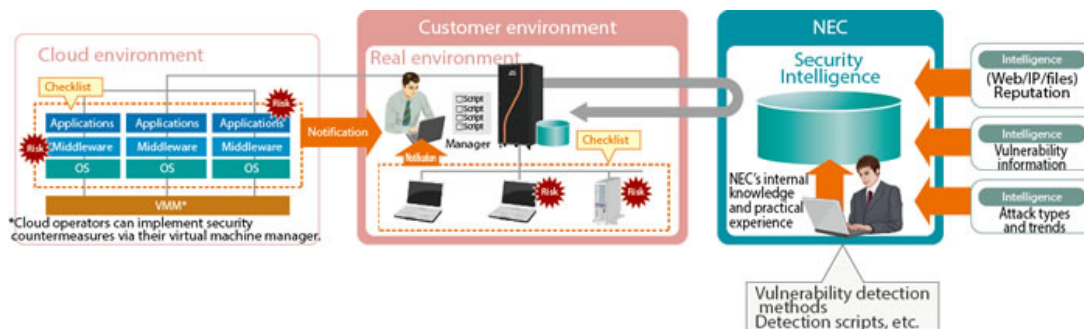 Cloud environment
Checklist
Risk
Applications Applications Applications
Risk
Middleware Middleware Middleware
OS OS OS
VMM*
*Cloud operators can implement security
countermeasures via their virtual machine manager.
Notification
Customer environment
Real environment
Script
Script
Script
Script
Manager
Notification
Checklist
Risk
Risk
NEC
Security
Intelligence
NEC's internal
knowledge
and practical
experience
Intelligence
(Web/IP/files)
Reputation
Intelligence
Vulnerability
information
Intelligence
Attack types
and trends
Vulnerability detection
methods
Detection scripts, etc.